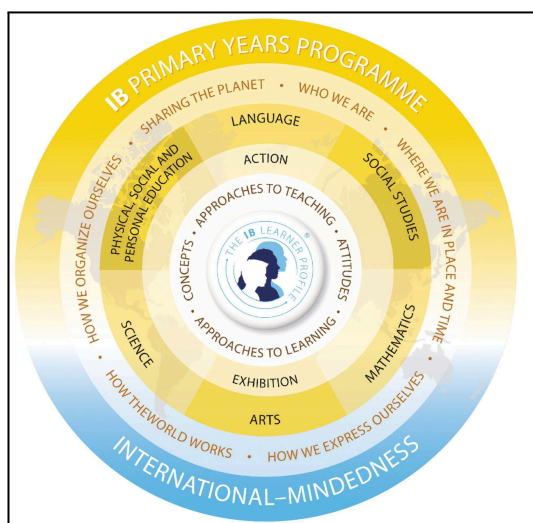 IB PRIMARY YEARS PROGRAMME
SHARING THE PLANET • WHO WE ARE • WHERE WE ARE IN PLACE AND TIME • HOW WE EXPRESS OURSELVES • HOW THEWORLD WORKS • HOW WE ORGANIZE OURSELVES •
LANGUAGE
SOCIAL STUDIES
MATHEMATICS
ARTS
SCIENCE
PHYSICAL, SOCIAL AND
PERSONAL EDUCATION
ACTION
EXHIBITION
APPROACHES TO TEACHING • ATTITUDES • APPROACHES TO LEARNING • CONCEPTS •
THE IB LEARNER PROFILE ®
INTERNATIONAL–MINDEDNESS